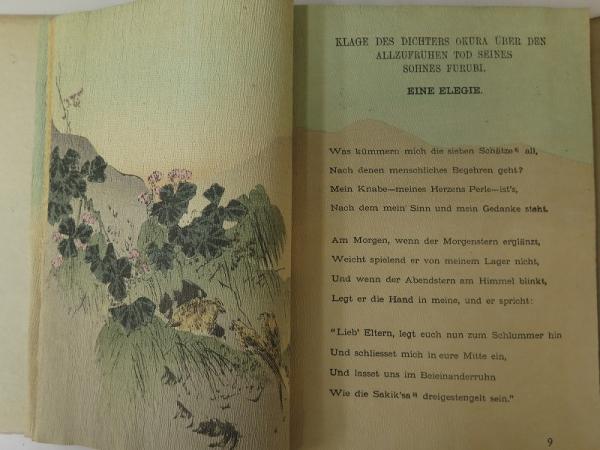 KLAGE DES DICHTERS OKURA ÜBER DEN
ALLZUFRÜHEN TOD SEINES
SOHNES FURUBI.
EINE ELEGIE.
Was kümmern mich die sieben Schätze all,
Nach denen menschliches Begehren geht?
Mein Knabe—meines Herzens Perle—ist's,
Nach dem mein Sinn und mein Gedanke steht.
Am Morgen, wenn der Morgenstern erglänzt,
Weicht spielend er von meinem Lager nicht,
Und wenn der Abendstern am Himmel blinkt,
Legt er die Hand in meine, und er spricht:
"Lieb' Eltern, legt euch nun zum Schlummer hin
Und schliesset mich in eure Mitte ein,
Und lasset uns im Beieinanderruhn
Wie die Sakik'sa dreigestengelt sein."
9